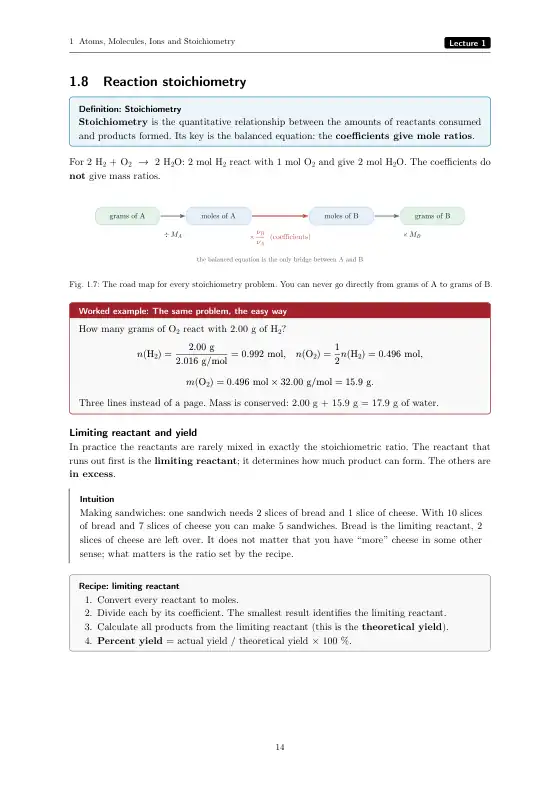 1 Atoms, Molecules, Ions and Stoichiometry
Lecture 1
1.8 Reaction stoichiometry
Definition: Stoichiometry
Stoichiometry is the quantitative relationship between the amounts of reactants consumed
and products formed. Its key is the balanced equation: the coefficients give mole ratios.
For 2 H₂ + O₂ → 2 H₂O: 2 mol H₂ react with 1 mol O₂ and give 2 mol H₂O. The coefficients do
not give mass ratios.
grams of A
moles of A
moles of B
grams of B
÷ M_A
× ν_B/ν_A (coefficients)
× M_B
the balanced equation is the only bridge between A and B
Fig. 1.7: The road map for every stoichiometry problem. You can never go directly from grams of A to grams of B.
Worked example: The same problem, the easy way
How many grams of O₂ react with 2.00 g of H₂?
n(H₂) = 2.00 g / 2.016 g/mol = 0.992 mol, n(O₂) = 1/2 n(H₂) = 0.496 mol,
m(O₂) = 0.496 mol × 32.00 g/mol = 15.9 g.
Three lines instead of a page. Mass is conserved: 2.00 g + 15.9 g = 17.9 g of water.
Limiting reactant and yield
In practice the reactants are rarely mixed in exactly the stoichiometric ratio. The reactant that
runs out first is the limiting reactant; it determines how much product can form. The others are
in excess.
Intuition
Making sandwiches: one sandwich needs 2 slices of bread and 1 slice of cheese. With 10 slices
of bread and 7 slices of cheese you can make 5 sandwiches. Bread is the limiting reactant, 2
slices of cheese are left over. It does not matter that you have “more” cheese in some other
sense; what matters is the ratio set by the recipe.
Recipe: limiting reactant
1. Convert every reactant to moles.
2. Divide each by its coefficient. The smallest result identifies the limiting reactant.
3. Calculate all products from the limiting reactant (this is the theoretical yield).
4. Percent yield = actual yield / theoretical yield × 100 %.
14